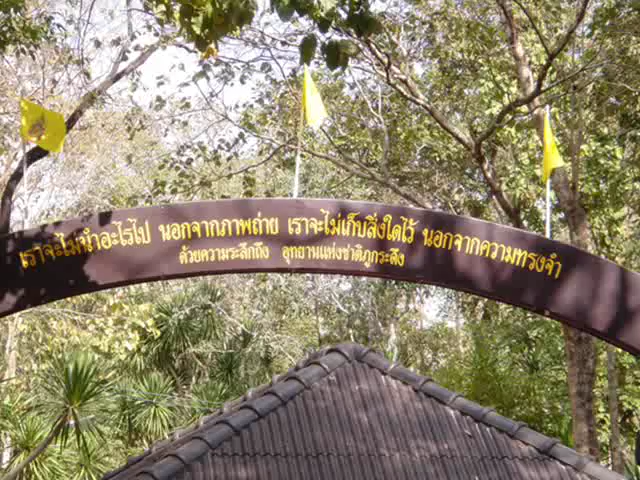 เราจะไม่นำอะไรไป นอกจากภาพถ่าย เราจะไม่เก็บสิ่งใดไว้ นอกจากความทรงจำ
ด้วยความระลึกถึง อุทยานแห่งชาติภูกระดึง